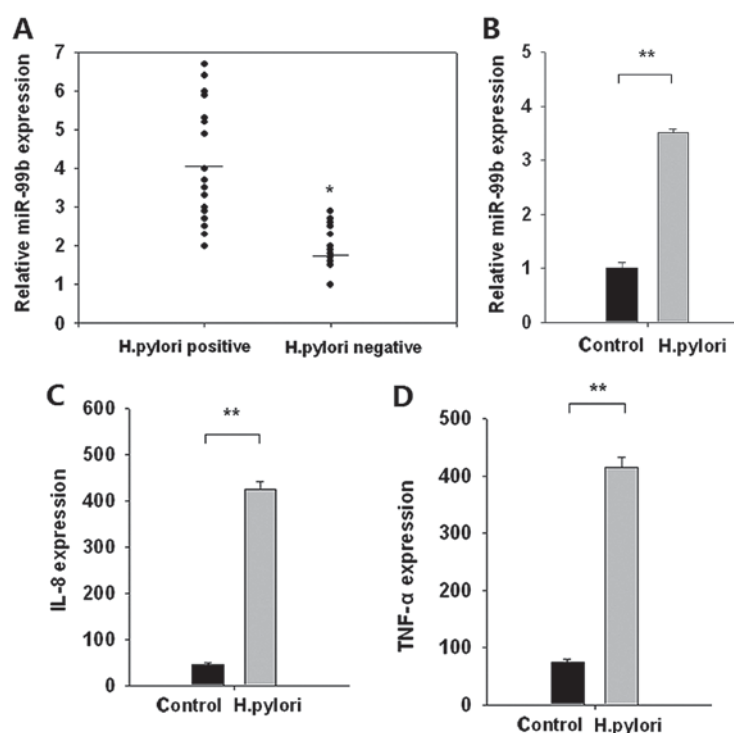 A
Relative miR-99b expression
7
6
5
4
3
2
1
0
*
H.pylori positive
H.pylori negative
B
Relative miR-99b expression
5
4
3
2
1
0
**
Control H.pylori
C
IL-8 expression
600
500
400
300
200
100
0
**
Control H.pylori
D
TNF-α expression
500
400
300
200
100
0
**
Control H.pylori